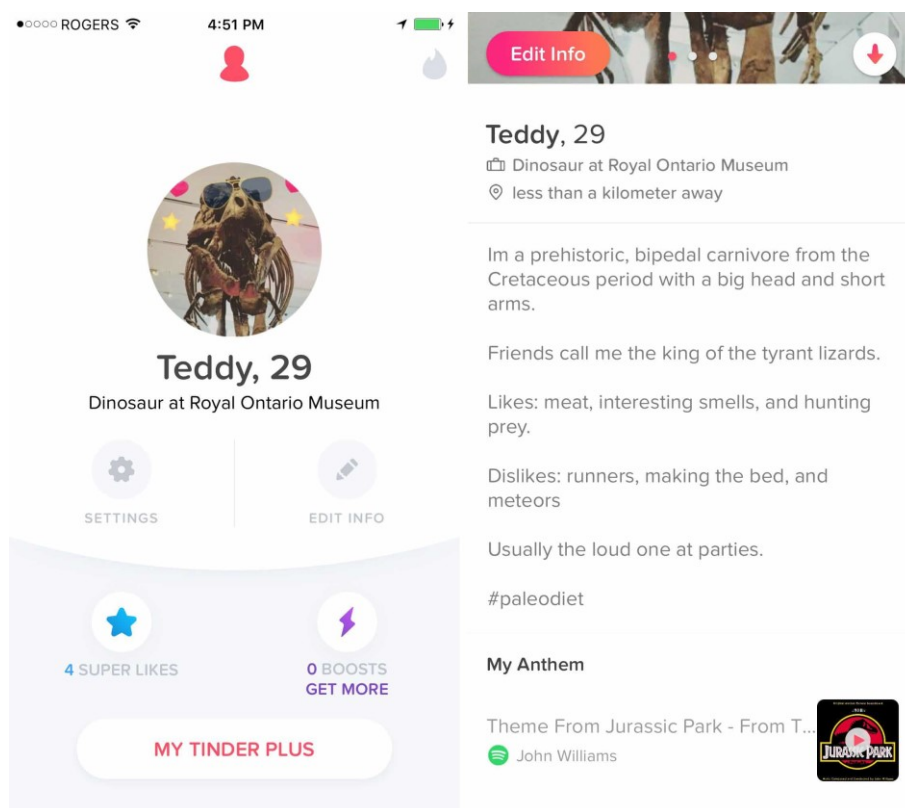 ROGERS 4:51 PM
Teddy, 29
Dinosaur at Royal Ontario Museum
SETTINGS
EDIT INFO
4 SUPER LIKES
0 BOOSTS
GET MORE
MY TINDER PLUS
Edit Info
Teddy, 29
Dinosaur at Royal Ontario Museum
less than a kilometer away
Im a prehistoric, bipedal carnivore from the
Cretaceous period with a big head and short
arms.
Friends call me the king of the tyrant lizards.
Likes: meat, interesting smells, and hunting
prey.
Dislikes: runners, making the bed, and
meteors
Usually the loud one at parties.
#paleodiet
My Anthem
Theme From Jurassic Park - From T...
John Williams
JURASSIC PARK